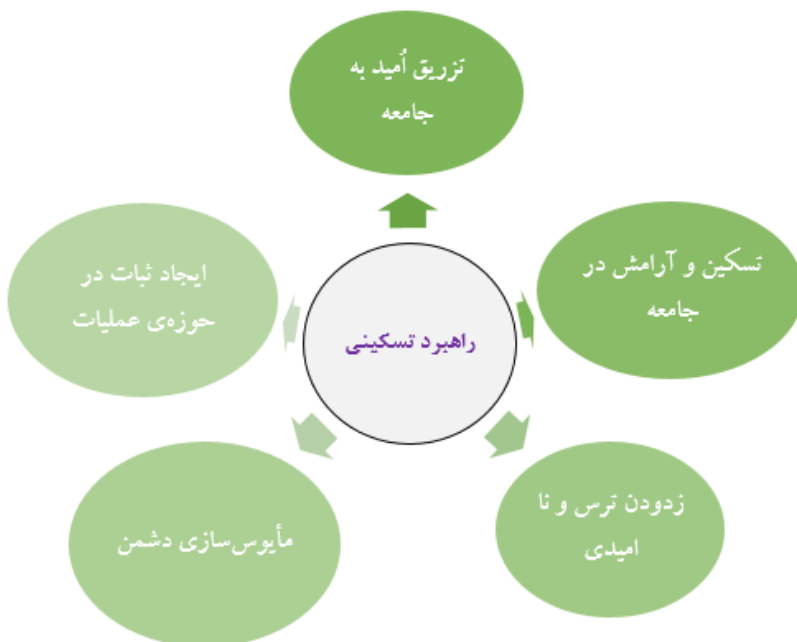 تزریق اُمید به
جامعه
تسکین و آرامش در
جامعه
ایجاد ثبات در
حوزه‌ی عملیات
راهبرد تسکینی
زدودن ترس و نا
امیدی
مأیوس‌سازی دشمن